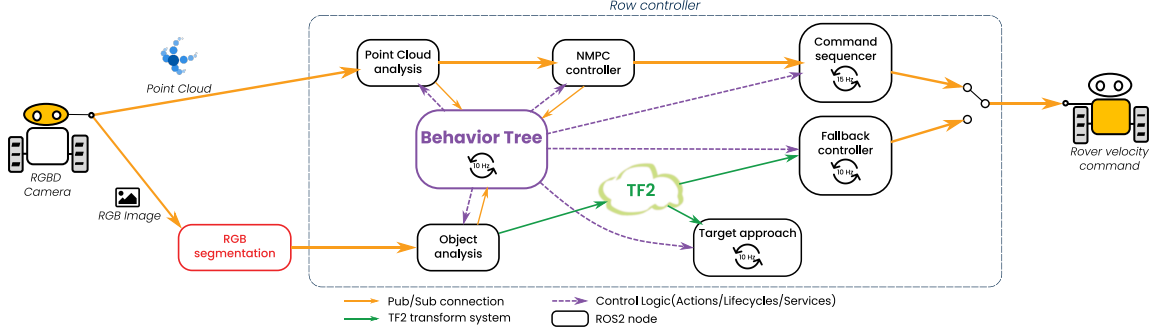 Row controller
Point Cloud
analysis
NMPC
controller
Command
sequencer
15 Hz
Point Cloud
Behavior Tree
10 Hz
Fallback
controller
10 Hz
RGBD
Camera
Rover velocity
command
RGB Image
TF2
RGB
segmentation
Object
analysis
Target approach
10 Hz
Pub/Sub connection
Control Logic(Actions/Lifecycles/Services)
TF2 transform system
ROS2 node